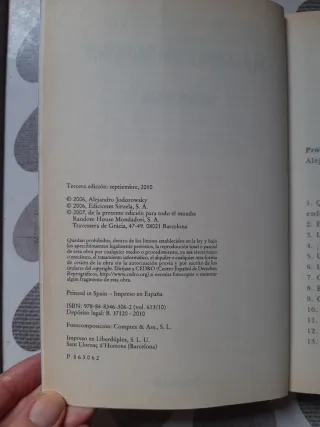 Tercera edición: septiembre, 2010
© 2006, Alejandro Jodorowsky
© 2006, Ediciones Siruela, S. A.
© 2007, de la presente edición para todo el mundo
Random House Mondadori, S. A.
Travessera de Gràcia, 47-49. 08021 Barcelona
Quedan prohibidos, dentro de los límites establecidos en la ley y bajo
los apercibimientos legalmente previstos, la reproducción total o parcial
de esta obra por cualquier medio o procedimiento, ya sea electrónico
o mecánico, el tratamiento informático, el alquiler o cualquier otra forma
de cesión de la obra sin la autorización previa y por escrito de los
titulares del copyright. Diríjase a CEDRO (Centro Español de Derechos
Reprográficos, http://www.cedro.org) si necesita fotocopiar o escanear
algún fragmento de esta obra.
Printed in Spain – Impreso en España
ISBN: 978-84-8346-306-2 (vol. 613/10)
Depósito legal: B. 37120 - 2010
Fotocomposición: Comptex & Ass., S. L.
Impreso en Liberdúplex, S. L. U.
Sant Llorenç d'Hortons (Barcelona)
P 863062